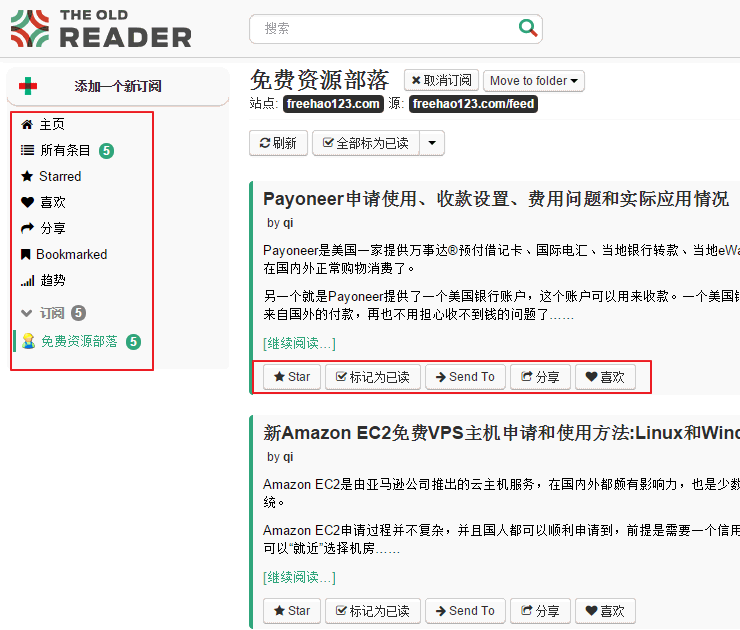 THE OLD
READER
搜索
添加一个新订阅
主页
所有条目 5
Starred
喜欢
分享
Bookmarked
趋势
订阅 5
免费资源部落 5
免费资源部落 取消订阅 Move to folder
站点: freehao123.com 源: freehao123.com/feed
刷新 全部标为已读
Payoneer申请使用、收款设置、费用问题和实际应用情况
by qi
Payoneer是美国一家提供万事达®预付借记卡、国际电汇、当地银行转款、当地eWa
在国内外正常购物消费了。
另一个就是Payoneer提供了一个美国银行账户，这个账户可以用来收款。一个美国银
来自国外的付款，再也不用担心收不到钱的问题了……
[继续阅读…]
Star 标记为已读 Send To 分享 喜欢
新Amazon EC2免费VPS主机申请和使用方法:Linux和Wind
by qi
Amazon EC2是由亚马逊公司推出的云主机服务，在国内外都颇有影响力，也是少数
统。
Amazon EC2申请过程并不复杂，并且国人都可以顺利申请到，前提是需要一个信用
可以“就近”选择机房……
[继续阅读…]
Star 标记为已读 Send To 分享 喜欢